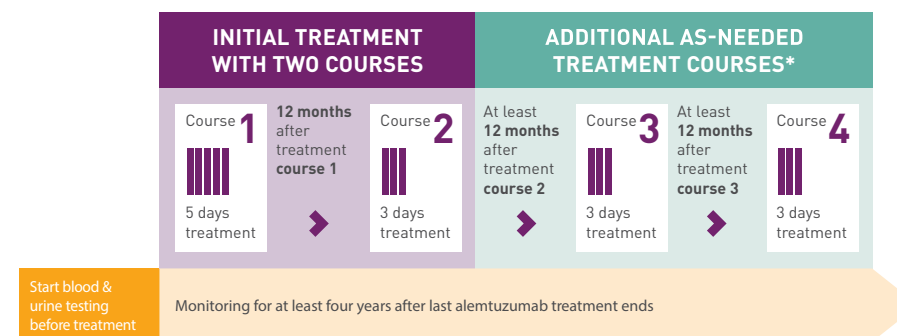 INITIAL TREATMENT
WITH TWO COURSES
ADDITIONAL AS-NEEDED
TREATMENT COURSES*
Course 1
5 days
treatment
12 months
after
treatment
course 1
Course 2
3 days
treatment
At least
12 months
after
treatment
course 2
Course 3
3 days
treatment
At least
12 months
after
treatment
course 3
Course 4
3 days
treatment
Start blood &
urine testing
before treatment
Monitoring for at least four years after last alemtuzumab treatment ends